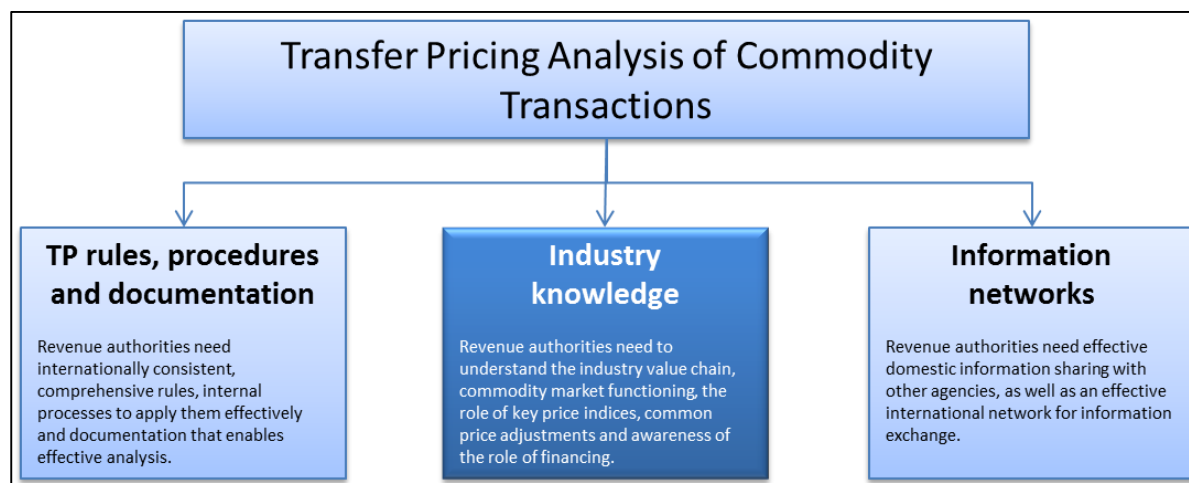 Transfer Pricing Analysis of Commodity
Transactions
TP rules, procedures
and documentation
Revenue authorities need
internationally consistent,
comprehensive rules, internal
processes to apply them effectively
and documentation that enables
effective analysis.
Industry
knowledge
Revenue authorities need to
understand the industry value chain,
commodity market functioning, the
role of key price indices, common
price adjustments and awareness of
the role of financing.
Information
networks
Revenue authorities need effective
domestic information sharing with
other agencies, as well as an effective
international network for information
exchange.